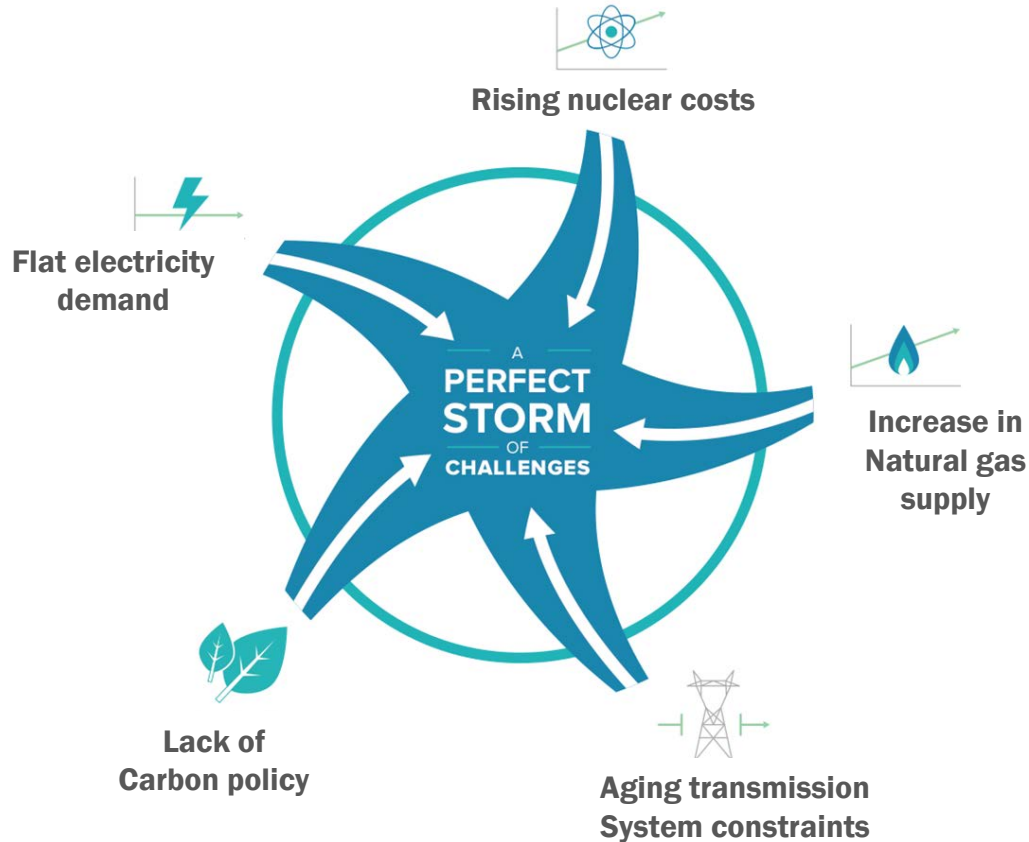 Rising nuclear costs
Flat electricity
demand
A
PERFECT
STORM
OF
CHALLENGES
Increase in
Natural gas
supply
Lack of
Carbon policy
Aging transmission
System constraints